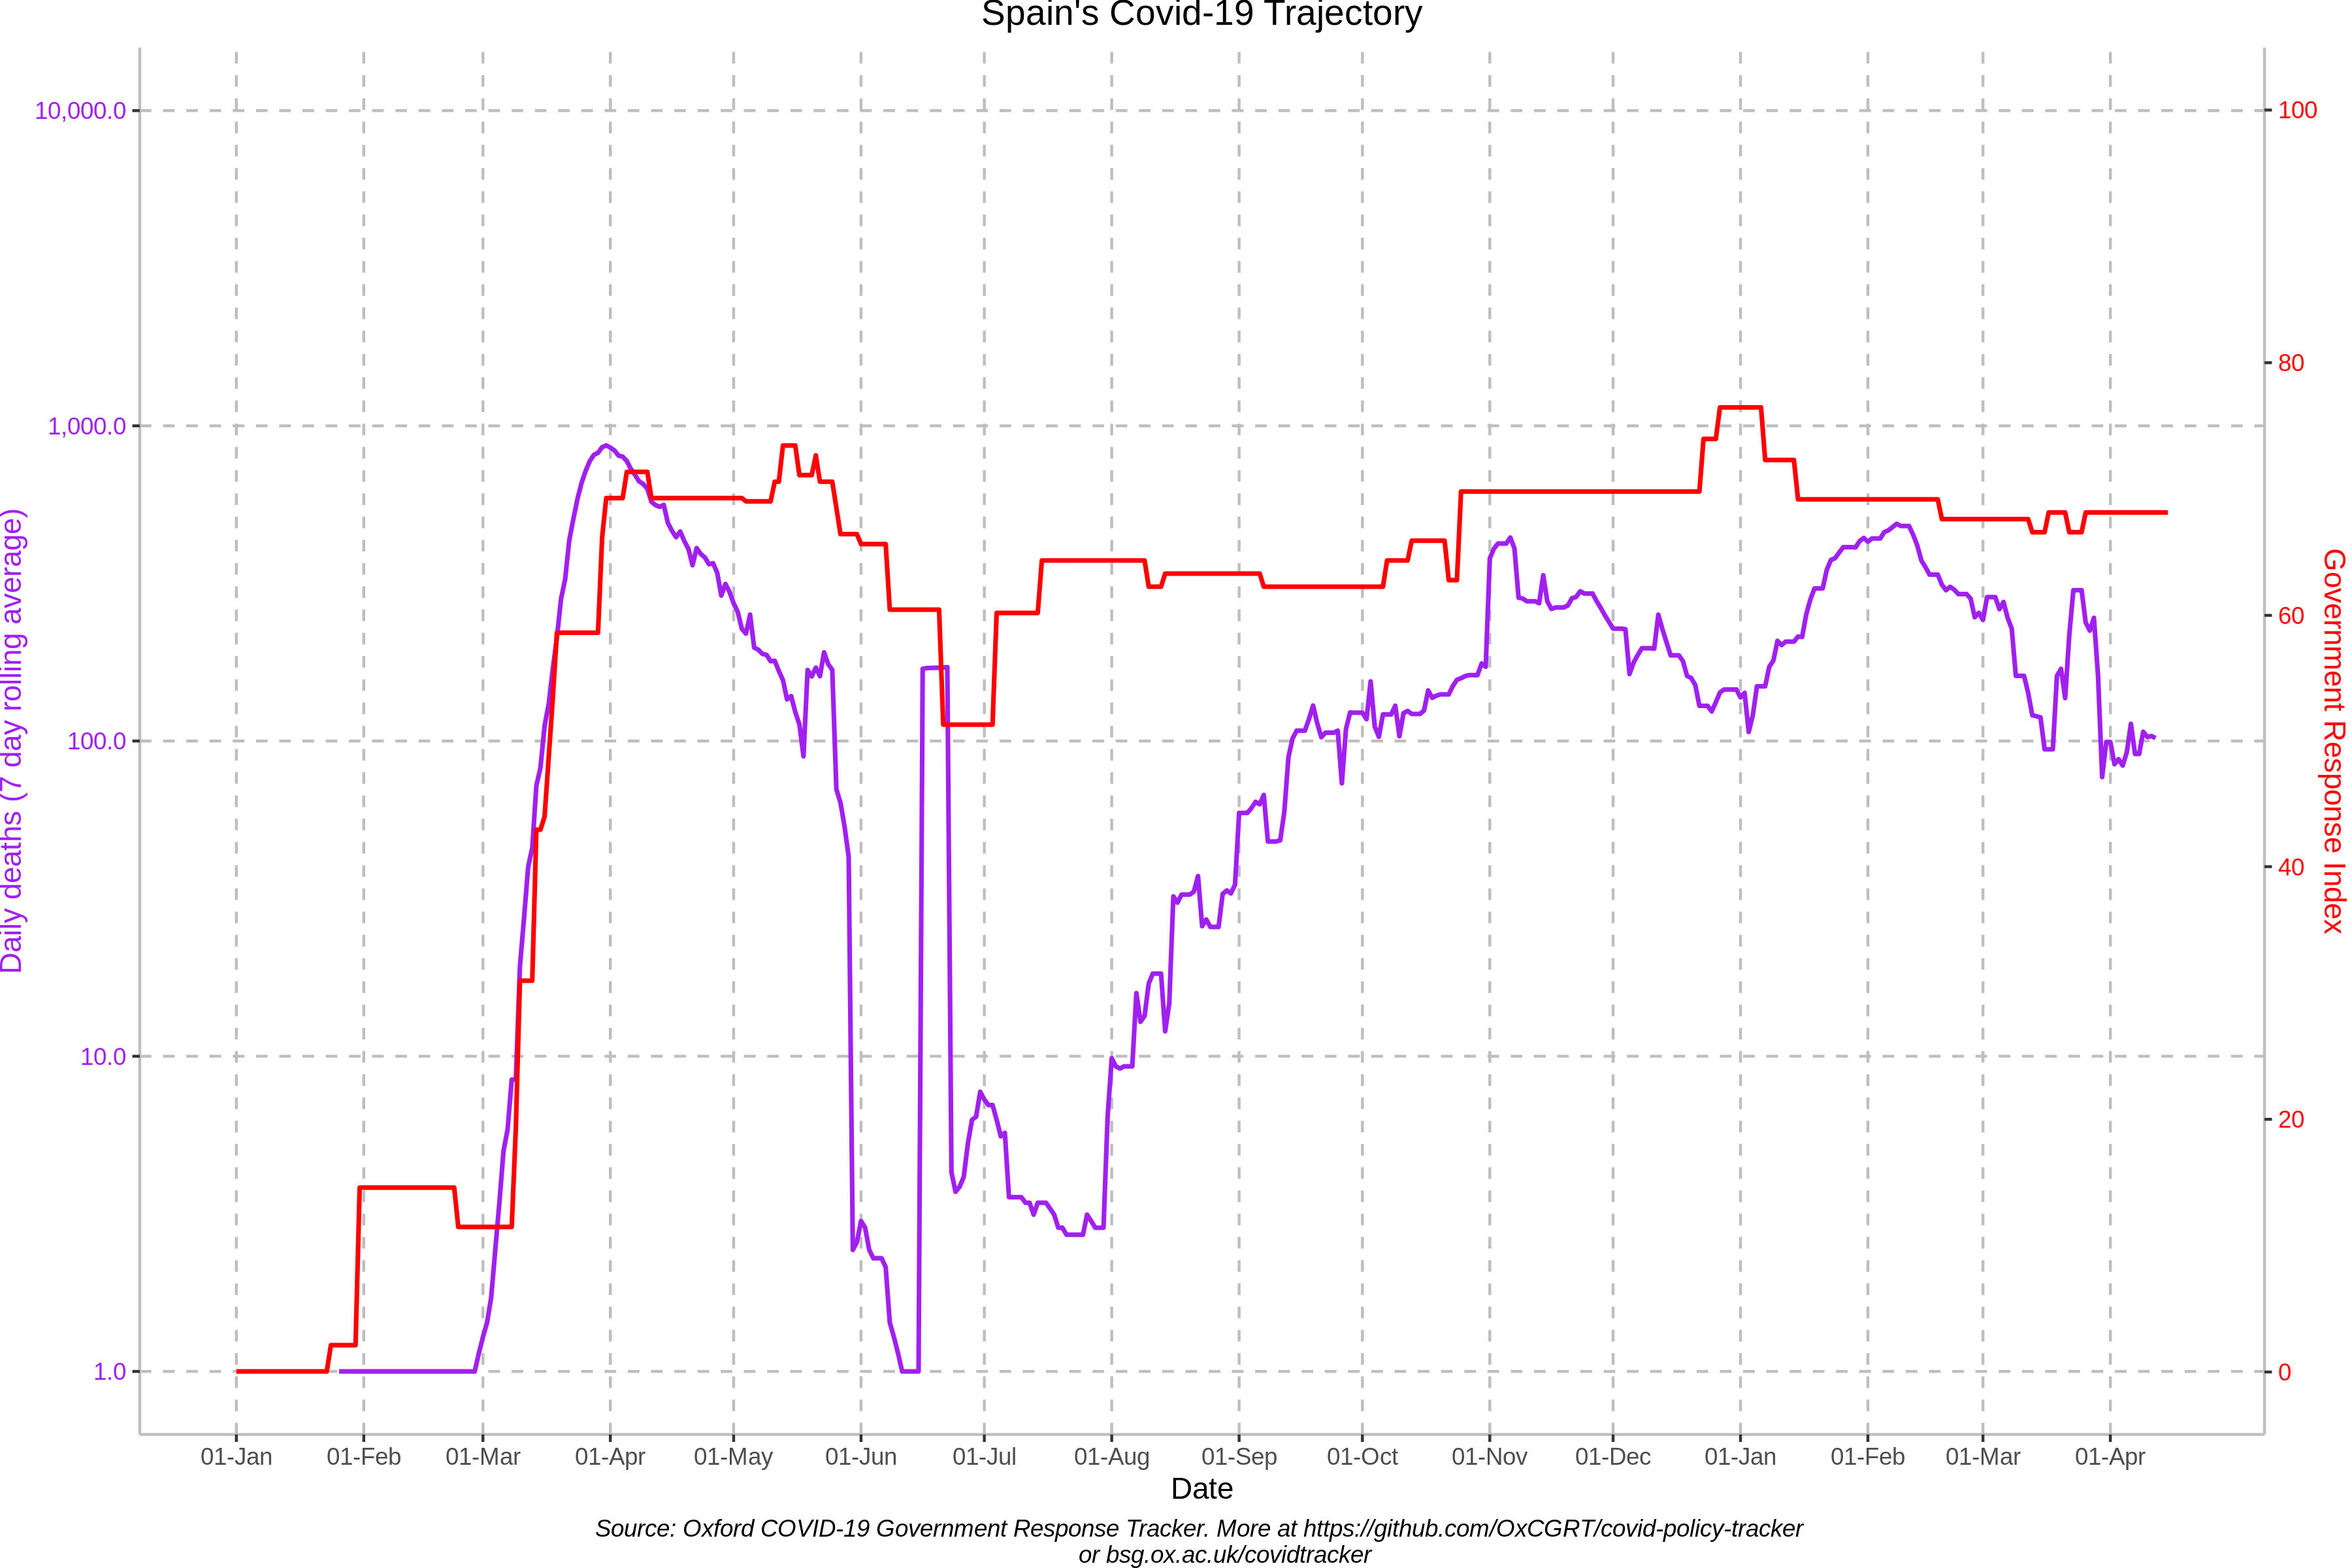 Spain's Covid-19 Trajectory
10,000.0
1,000.0
100.0
10.0
1.0
Daily deaths (7 day rolling average)
100
80
60
40
20
0
Government Response Index
01-Jan 01-Feb 01-Mar 01-Apr 01-May 01-Jun 01-Jul 01-Aug 01-Sep 01-Oct 01-Nov 01-Dec 01-Jan 01-Feb 01-Mar 01-Apr
Date
Source: Oxford COVID-19 Government Response Tracker. More at https://github.com/OxCGRT/covid-policy-tracker
or bsg.ox.ac.uk/covidtracker